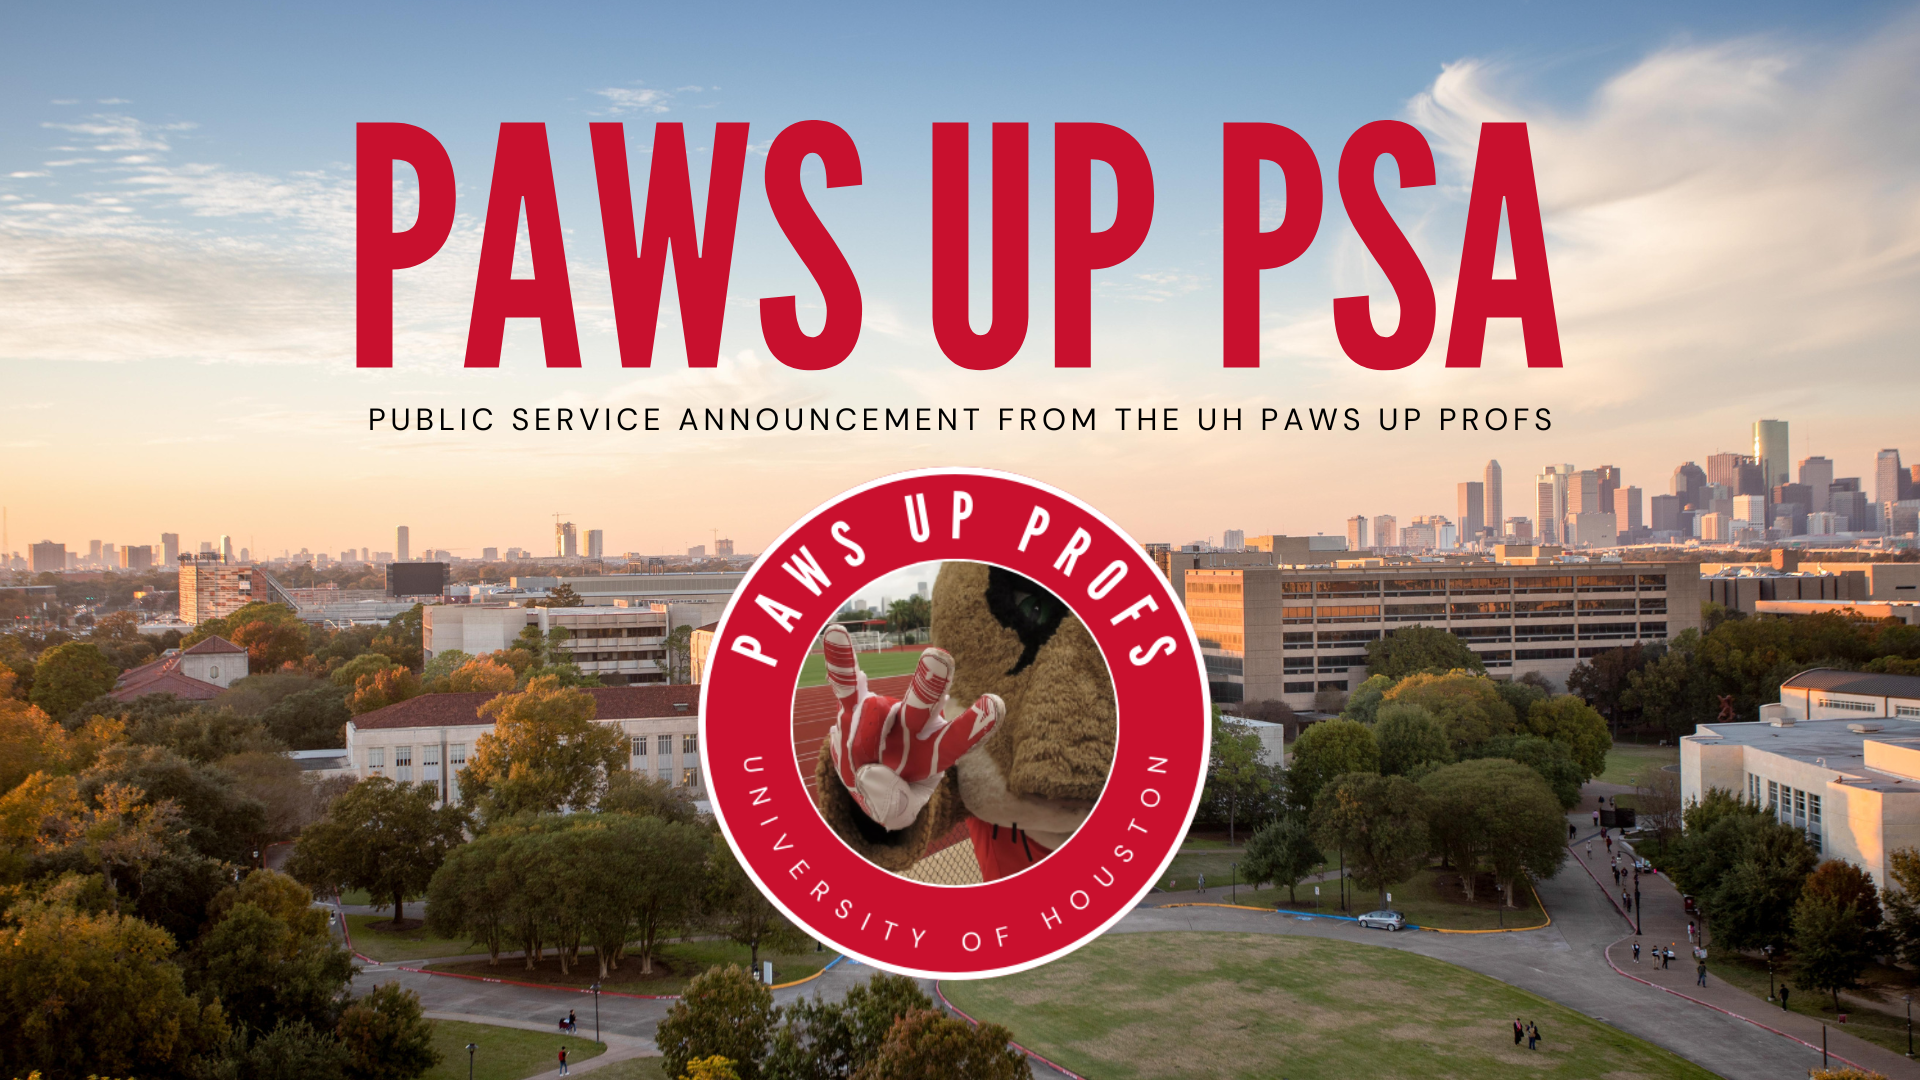 PAWS UP PSA
PUBLIC SERVICE ANNOUNCEMENT FROM THE UH PAWS UP PROFS
PAWS UP PROFS
UNIVERSITY OF HOUSTON